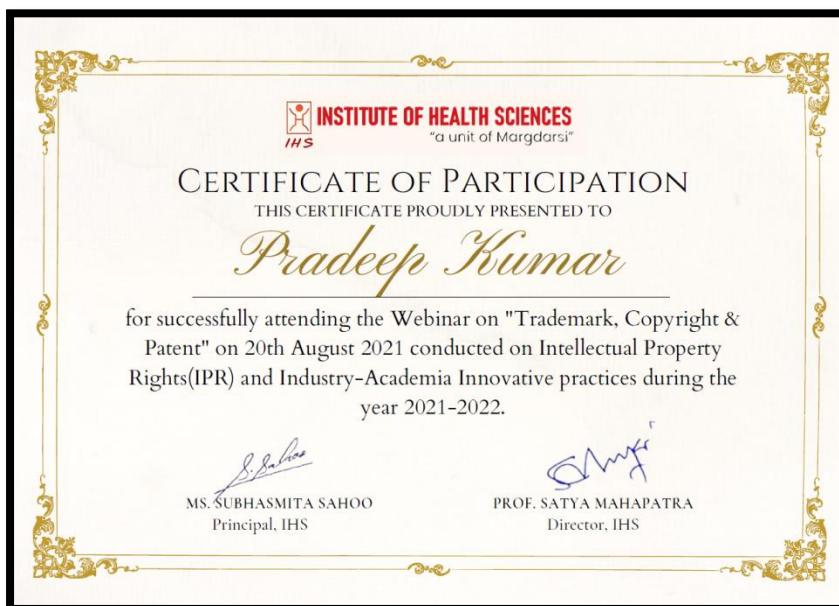 INSTITUTE OF HEALTH SCIENCES
IHS
"a unit of Margdarsi"
CERTIFICATE OF PARTICIPATION
THIS CERTIFICATE PROUDLY PRESENTED TO
Pradeep Kumar
for successfully attending the Webinar on "Trademark, Copyright &
Patent" on 20th August 2021 conducted on Intellectual Property
Rights(IPR) and Industry-Academia Innovative practices during the
year 2021-2022.
S. Sahoo
MS. SUBHASMITA SAHOO
Principal, IHS
PROF. SATYA MAHAPATRA
Director, IHS